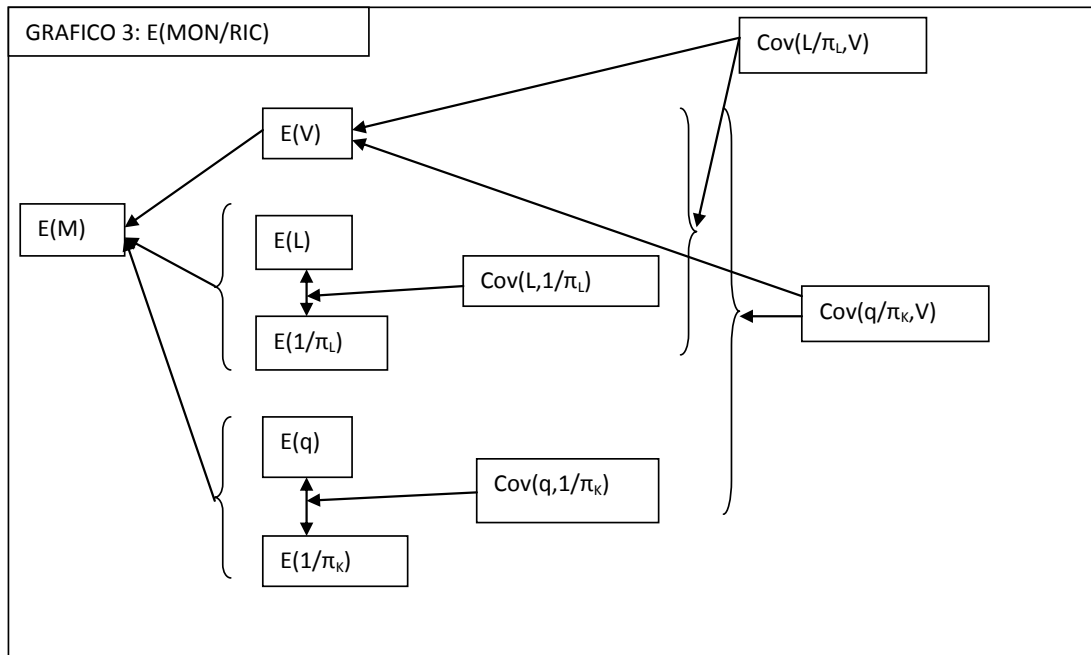 GRAFICO 3: E(MON/RIC)
Cov(L/π_L,V)
E(V)
E(M)
E(L)
Cov(L,1/π_L)
Cov(q/π_K,V)
E(1/π_L)
E(q)
Cov(q,1/π_K)
E(1/π_K)